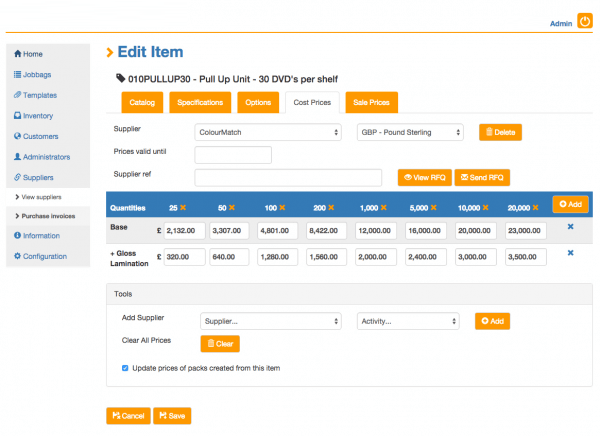 Admin
Home
Jobbags
Templates
Inventory
Customers
Administrators
Suppliers
View suppliers
Purchase invoices
Information
Configuration
Edit Item
010PULLUP30 - Pull Up Unit - 30 DVD's per shelf
Catalog Specifications Options Cost Prices Sale Prices
Supplier ColourMatch GBP - Pound Sterling Delete
Prices valid until
Supplier ref View RFQ Send RFQ
Quantities 25 50 100 200 1,000 5,000 10,000 20,000 Add
Base £ 2,132.00 3,307.00 4,801.00 8,422.00 12,000.00 16,000.00 20,000.00 23,000.00
+ Gloss
Lamination £ 320.00 640.00 1,280.00 1,560.00 2,000.00 2,400.00 3,000.00 3,500.00
Tools
Add Supplier Supplier... Activity... Add
Clear All Prices Clear
Update prices of packs created from this item
Cancel Save